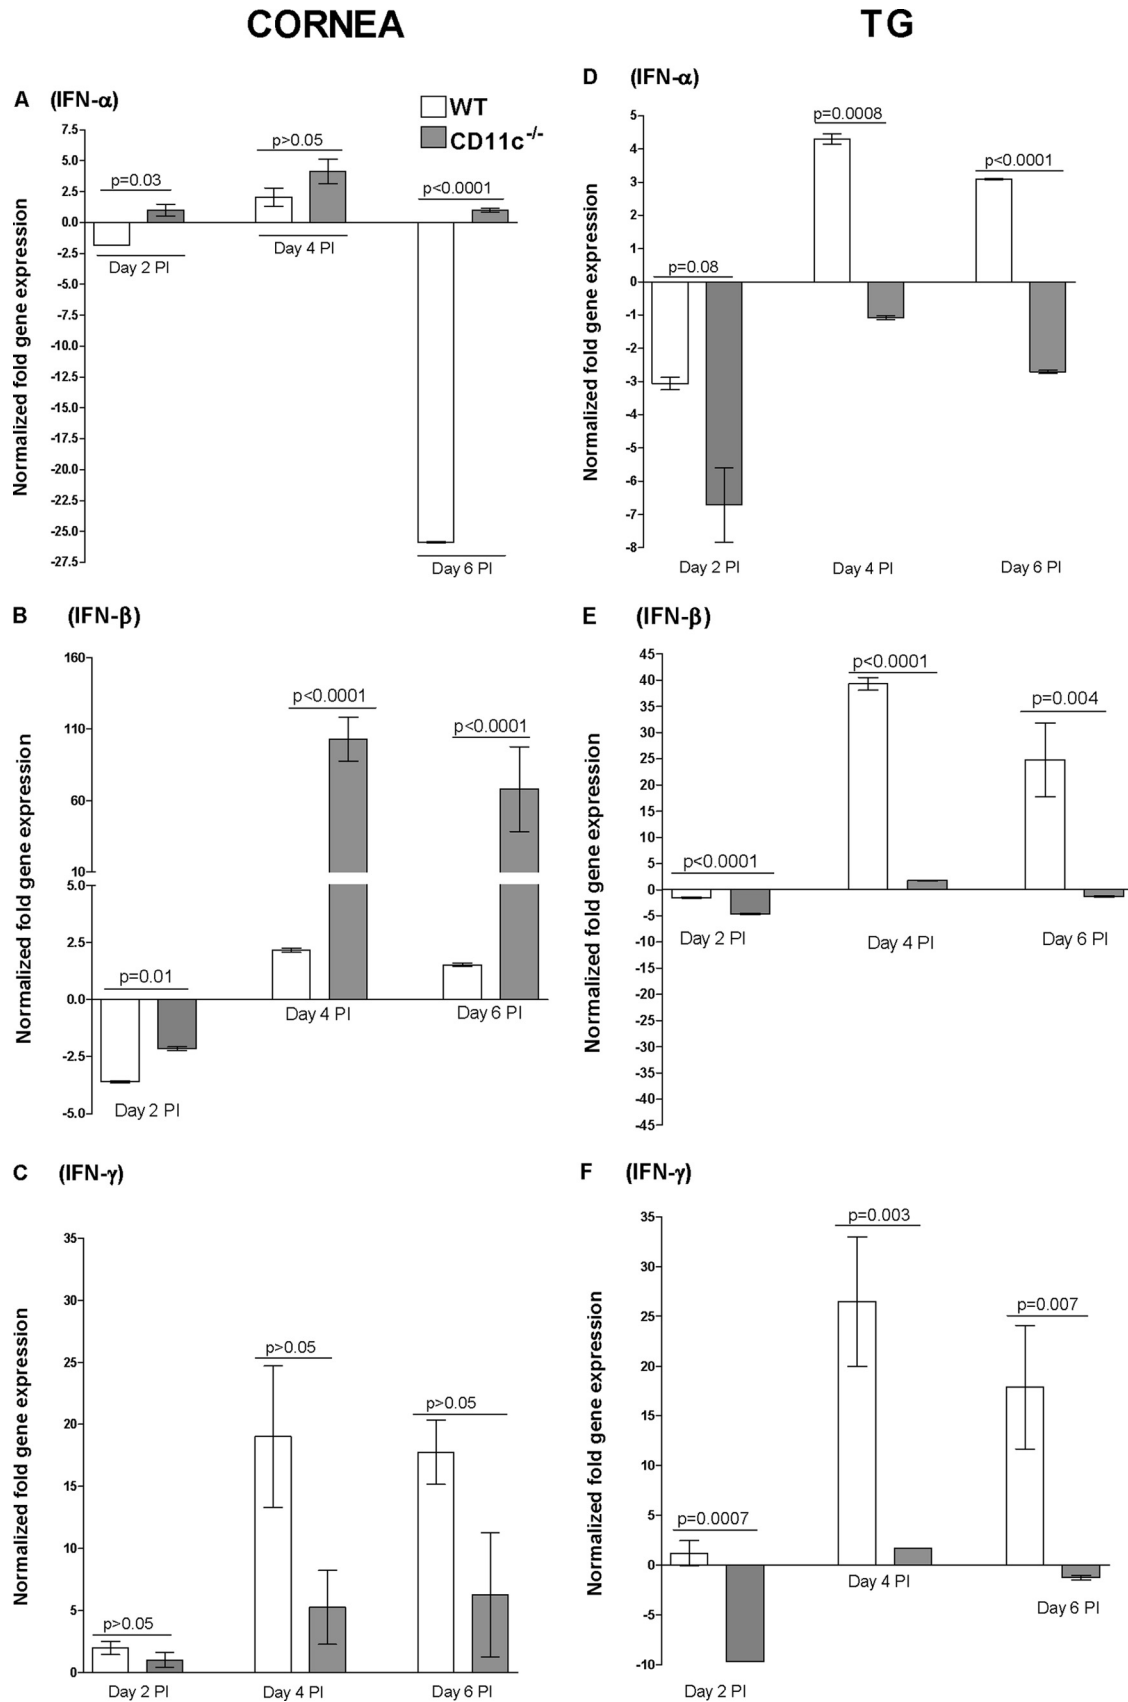 CORNEA
TG
A (IFN-α)
WT
CD11c-/-
Normalized fold gene expression
7.5
5.0
2.5
0.0
-2.5
-5.0
-7.5
-10.0
-12.5
-15.0
-17.5
-20.0
-22.5
-25.0
-27.5
p=0.03
p>0.05
p<0.0001
Day 2 PI
Day 4 PI
Day 6 PI
D (IFN-α)
Normalized fold gene expression
5
4
3
2
1
0
-1
-2
-3
-4
-5
-6
-7
-8
p=0.08
p=0.0008
p<0.0001
Day 2 PI
Day 4 PI
Day 6 PI
B (IFN-β)
Normalized fold gene expression
160
110
60
10
5.0
2.5
0.0
-2.5
-5.0
p=0.01
p<0.0001
p<0.0001
Day 2 PI
Day 4 PI
Day 6 PI
E (IFN-β)
Normalized fold gene expression
45
40
35
30
25
20
15
10
5
0
-5
-10
-15
-20
-25
-30
-35
-40
-45
p<0.0001
p<0.0001
p=0.004
Day 2 PI
Day 4 PI
Day 6 PI
C (IFN-γ)
Normalized fold gene expression
35
30
25
20
15
10
5
0
p>0.05
p>0.05
p>0.05
Day 2 PI
Day 4 PI
Day 6 PI
F (IFN-γ)
Normalized fold gene expression
35
30
25
20
15
10
5
0
-5
-10
p=0.0007
p=0.003
p=0.007
Day 2 PI
Day 4 PI
Day 6 PI